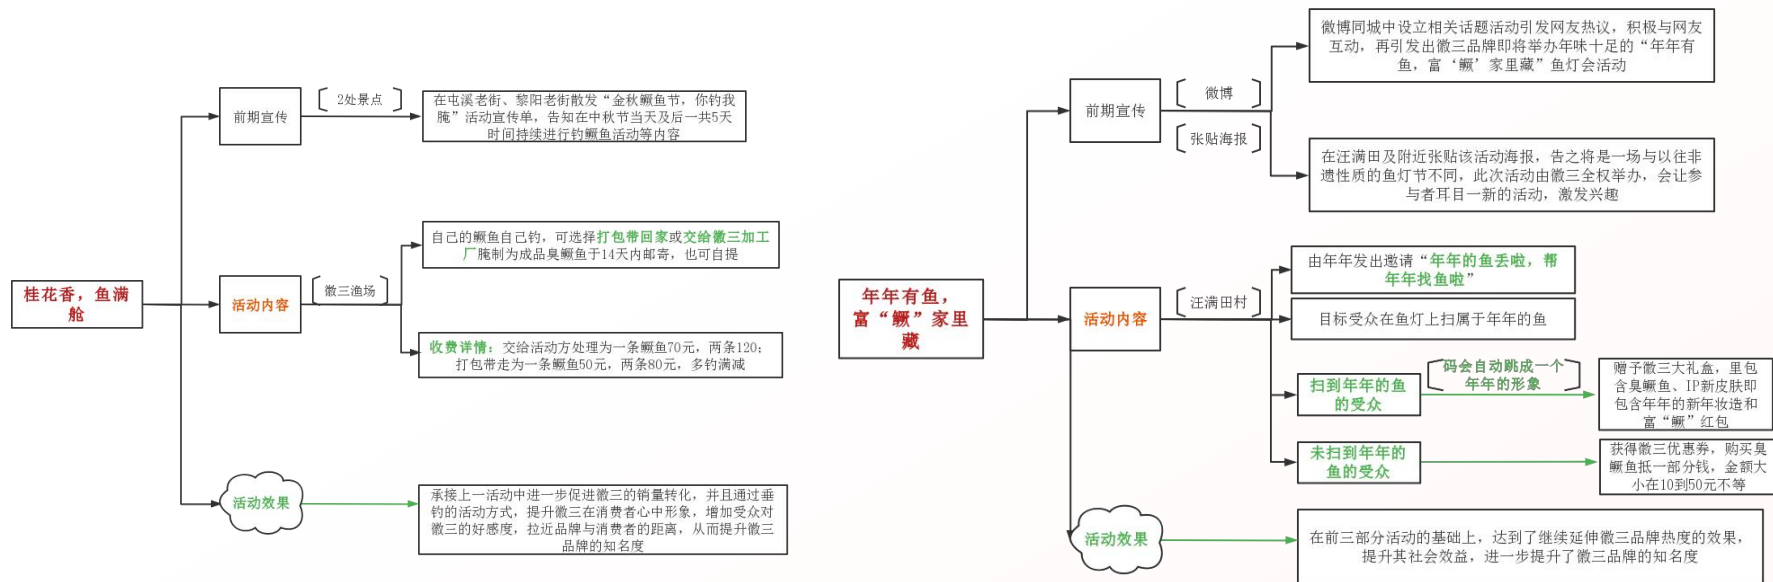 桂花香，鱼满
舱
前期宣传
2处景点
在屯溪老街、黎阳老街散发“金秋鳜鱼节，你钓我
腌”活动宣传单，告知在中秋节当天及后一共5天
时间持续进行钓鳜鱼活动等内容
活动内容
徽三渔场
自己的鳜鱼自己钓，可选择打包带回家或交给徽三加工
厂腌制为成品臭鳜鱼于14天内邮寄，也可自提
收费详情：交给活动方处理为一条鳜鱼70元，两条120；
打包带走为一条鳜鱼50元，两条80元，多钓满减
活动效果
承接上一活动中进一步促进徽三的销量转化，并且通过垂
钓的活动方式，提升徽三在消费者心中形象，增加受众对
徽三的好感度，拉近品牌与消费者的距离，从而提升徽三
品牌的知名度
年年有鱼，
富“鳜”家里
藏
前期宣传
微博
张贴海报
微博同城中设立相关话题活动引发网友热议，积极与网友
互动，再引发出徽三品牌即将举办年味十足的“年年有
鱼，富‘鳜’家里藏”鱼灯会活动
在汪满田及附近张贴该活动海报，告之将是一场与以往非
遗性质的鱼灯节不同，此次活动由徽三全权举办，会让参
与者耳目一新的活动，激发兴趣
活动内容
汪满田村
由年年发出邀请“年年的鱼丢啦，帮
年年找鱼啦”
目标受众在鱼灯上扫属于年年的鱼
扫到年年的鱼
的受众
码会自动跳成一个
年年的形象
赠予徽三大礼盒，里包
含臭鳜鱼、IP新皮肤即
包含年年的新年妆造和
富“鳜”红包
未扫到年年的
鱼的受众
获得徽三优惠券，购买臭
鳜鱼抵一部分钱，金额大
小在10到50元不等
活动效果
在前三部分活动的基础上，达到了继续延伸徽三品牌热度的效果，
提升其社会效益，进一步提升了徽三品牌的知名度